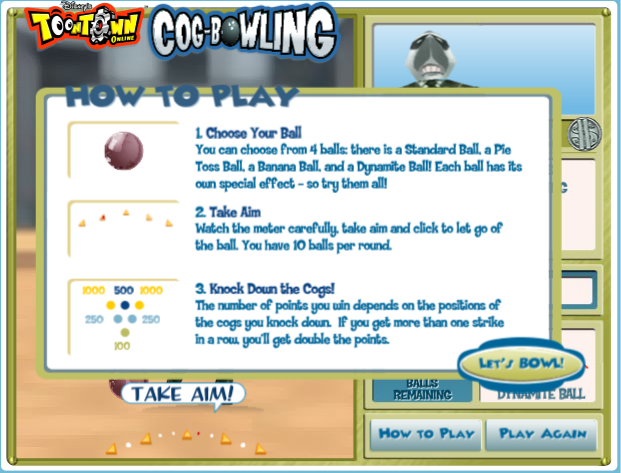 Disney's
TOONTOWN
ONLINE
COG-BOWLING
HOW TO PLAY
1. Choose Your Ball
You can choose from 4 balls: there is a Standard Ball, a Pie
Toss Ball, a Banana Ball, and a Dynamite Ball! Each ball has its
own special effect - so try them all!
2. Take Aim
Watch the meter carefully, take aim and click to let go of
the ball. You have 10 balls per round.
1000 500 1000
250 250
100
3. Knock Down the Cogs!
The number of points you win depends on the positions of
the cogs you knock down. If you get more than one strike
in a row, you'll get double the points.
LET'S BOWL!
TAKE AIM!
BALLS
REMAINING
DYNAMITE BALL
HOW TO PLAY
PLAY AGAIN